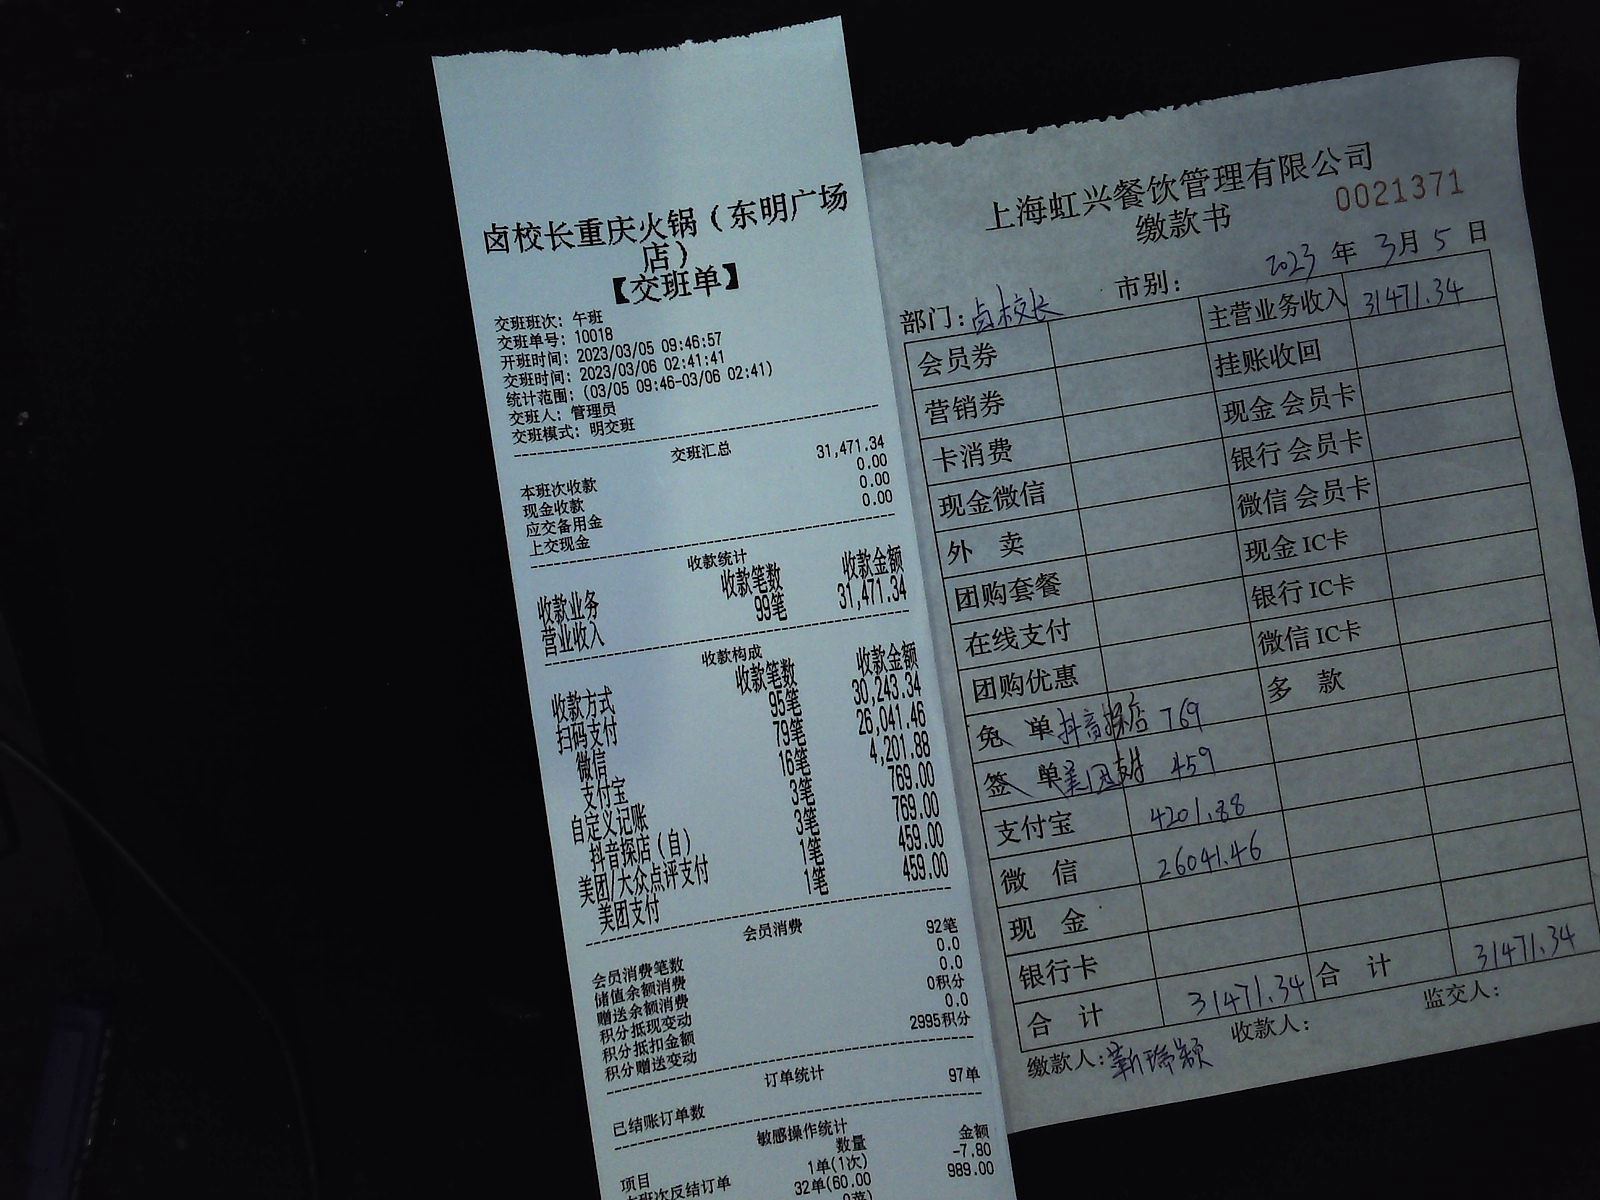 卤校长重庆火锅（东明广场
店）
【交班单】
交班班次：午班
交班单号：10018
开班时间：2023/03/05 09:46:57
交班时间：2023/03/06 02:41:41
统计范围：(03/05 09:46-03/06 02:41)
交班人：管理员
交班模式：明交班
交班汇总
本班次收款 31,471.34
现金收款 0.00
应交备用金 0.00
上交现金 0.00
收款统计
收款业务 收款笔数 收款金额
营业收入 99笔 31,471.34
收款构成
收款方式 收款笔数 收款金额
扫码支付 95笔 30,243.34
微信 79笔 26,041.46
支付宝 16笔 4,201.88
自定义记账 3笔 769.00
抖音探店（自） 3笔 769.00
美团/大众点评支付 1笔 459.00
美团支付 1笔 459.00
会员消费
会员消费笔数 92笔
储值余额消费 0.0
赠送余额消费 0.0
积分抵现变动 0积分
积分抵扣金额 0.0
积分赠送变动 2995积分
订单统计
已结账订单数 97单
敏感操作统计
项目 数量 金额
本班次反结订单 1单(1次) -7.80
32单(60.00 989.00
上海虹兴餐饮管理有限公司
缴款书 0021371
2023 年 3月 5 日
部门：卤校长 市别：
会员券 主营业务收入 31471.34
营销券 挂账收回
卡消费 现金会员卡
现金微信 银行会员卡
外 卖 微信会员卡
团购套餐 现金IC卡
在线支付 银行IC卡
团购优惠 微信IC卡
免 单 抖音探店 769 多 款
签 单 美团支付 459
支付宝 4201.88
微 信 26041.46
现 金
银行卡
合 计 31471.34 合 计 31471.34
缴款人：靳瑞颖 收款人： 监交人：